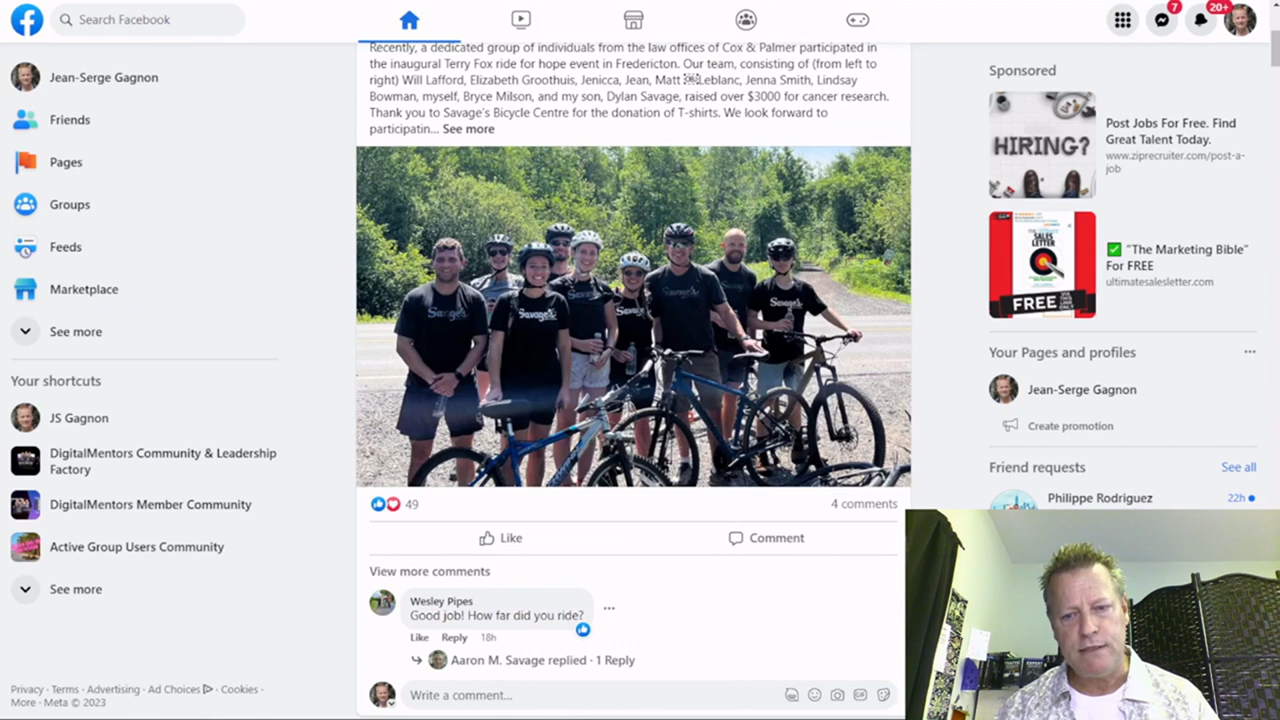 Search Facebook
7
20+
Jean-Serge Gagnon
Friends
Pages
Groups
Feeds
Marketplace
See more
Your shortcuts
JS Gagnon
DigitalMentors Community & Leadership
Factory
DigitalMentors Member Community
Active Group Users Community
See more
Privacy · Terms · Advertising · Ad Choices · Cookies ·
More · Meta © 2023
Recently, a dedicated group of individuals from the law offices of Cox & Palmer participated in
the inaugural Terry Fox ride for hope event in Fredericton. Our team, consisting of (from left to
right) Will Lafford, Elizabeth Groothuis, Jenicca, Jean, Matt Leblanc, Jenna Smith, Lindsay
Bowman, myself, Bryce Milson, and my son, Dylan Savage, raised over $3000 for cancer research.
Thank you to Savage's Bicycle Centre for the donation of T-shirts. We look forward to
participatin... See more
Savage's
Savage's
Savage's
Savage's
Savage's
49
4 comments
Like
Comment
View more comments
Wesley Pipes
Good job! How far did you ride?
Like Reply 18h
Aaron M. Savage replied · 1 Reply
Write a comment...
Sponsored
HIRING?
Post Jobs For Free. Find
Great Talent Today.
www.ziprecruiter.com/post-a-
job
SALES
LETTER
FREE
"The Marketing Bible"
For FREE
ultimatesalesletter.com
Your Pages and profiles
Jean-Serge Gagnon
Create promotion
Friend requests
See all
Philippe Rodriguez
22h